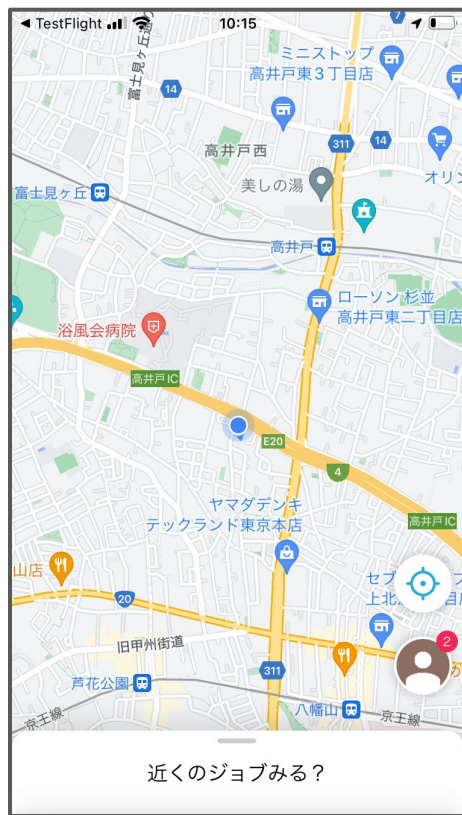 ◀ TestFlight
10:15
富士見ヶ丘通り
7
ミニストップ
高井戸東3丁目店
14
311
14
高井戸西
美しの湯
オリン
富士見ヶ丘
高井戸
ローソン 杉並
高井戸東二丁目店
浴風会病院
高井戸 IC
E20
4
ヤマダデンキ
テックランド東京本店
高井戸 IC
山店
セブ
上北
20
2
旧甲州街道
311
芦花公園
八幡山
京王線
京王線
近くのジョブみる？